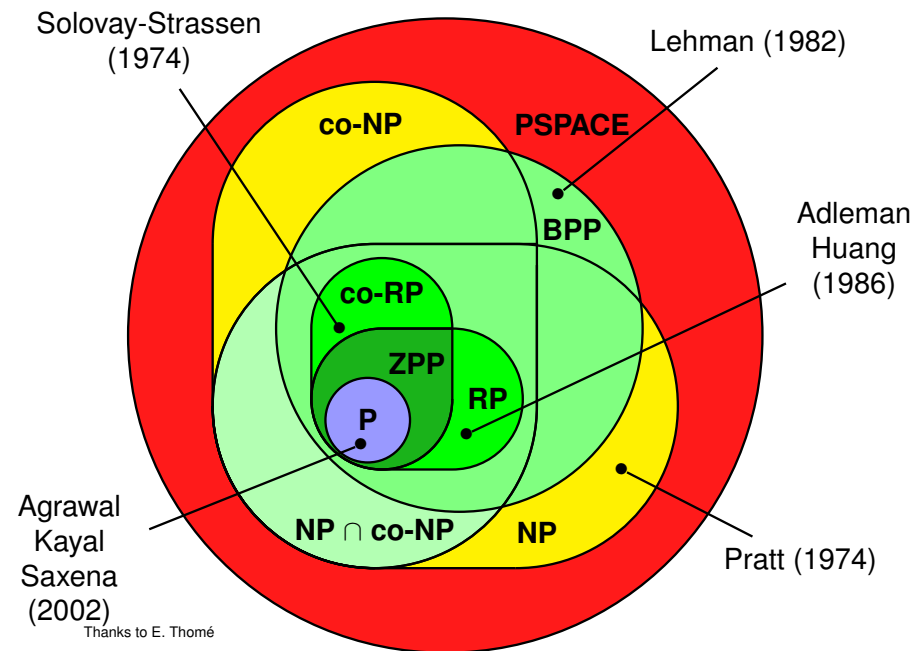 Solovay-Strassen
(1974)
Lehman (1982)
co-NP
PSPACE
BPP
Adleman
Huang
(1986)
co-RP
ZPP
RP
P
Agrawal
Kayal
Saxena
(2002)
NP ∩ co-NP
NP
Pratt (1974)
Thanks to E. Thomé